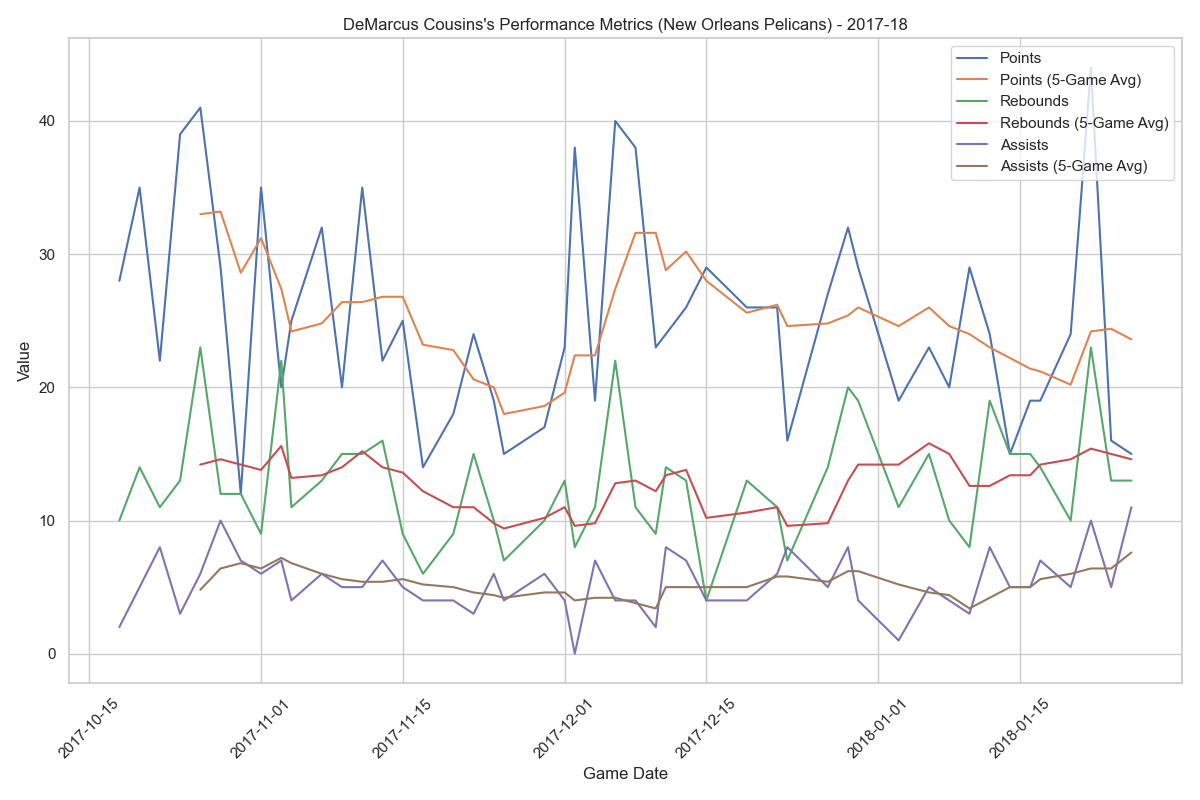 DeMarcus Cousins's Performance Metrics (New Orleans Pelicans) - 2017-18
Points
Points (5-Game Avg)
Rebounds
Rebounds (5-Game Avg)
Assists
Assists (5-Game Avg)
Value
40
30
20
10
0
2017-10-15
2017-11-01
2017-11-15
2017-12-01
2017-12-15
2018-01-01
2018-01-15
Game Date